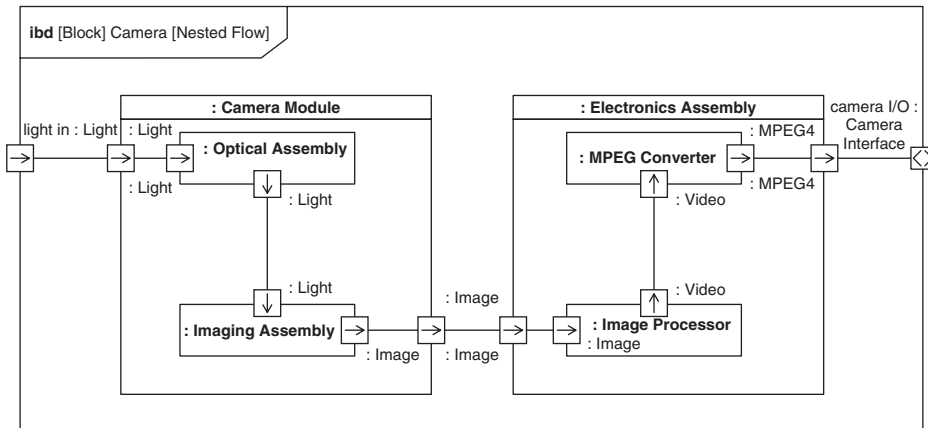 ibd [Block] Camera [Nested Flow]
: Camera Module
: Electronics Assembly
light in : Light
: Light
: Light
: Optical Assembly
: Light
: Light
: Imaging Assembly
: Image
: Image
: Image
: Image Processor
: Image
: Video
: Video
: MPEG Converter
: MPEG4
: MPEG4
camera I/O :
Camera
Interface